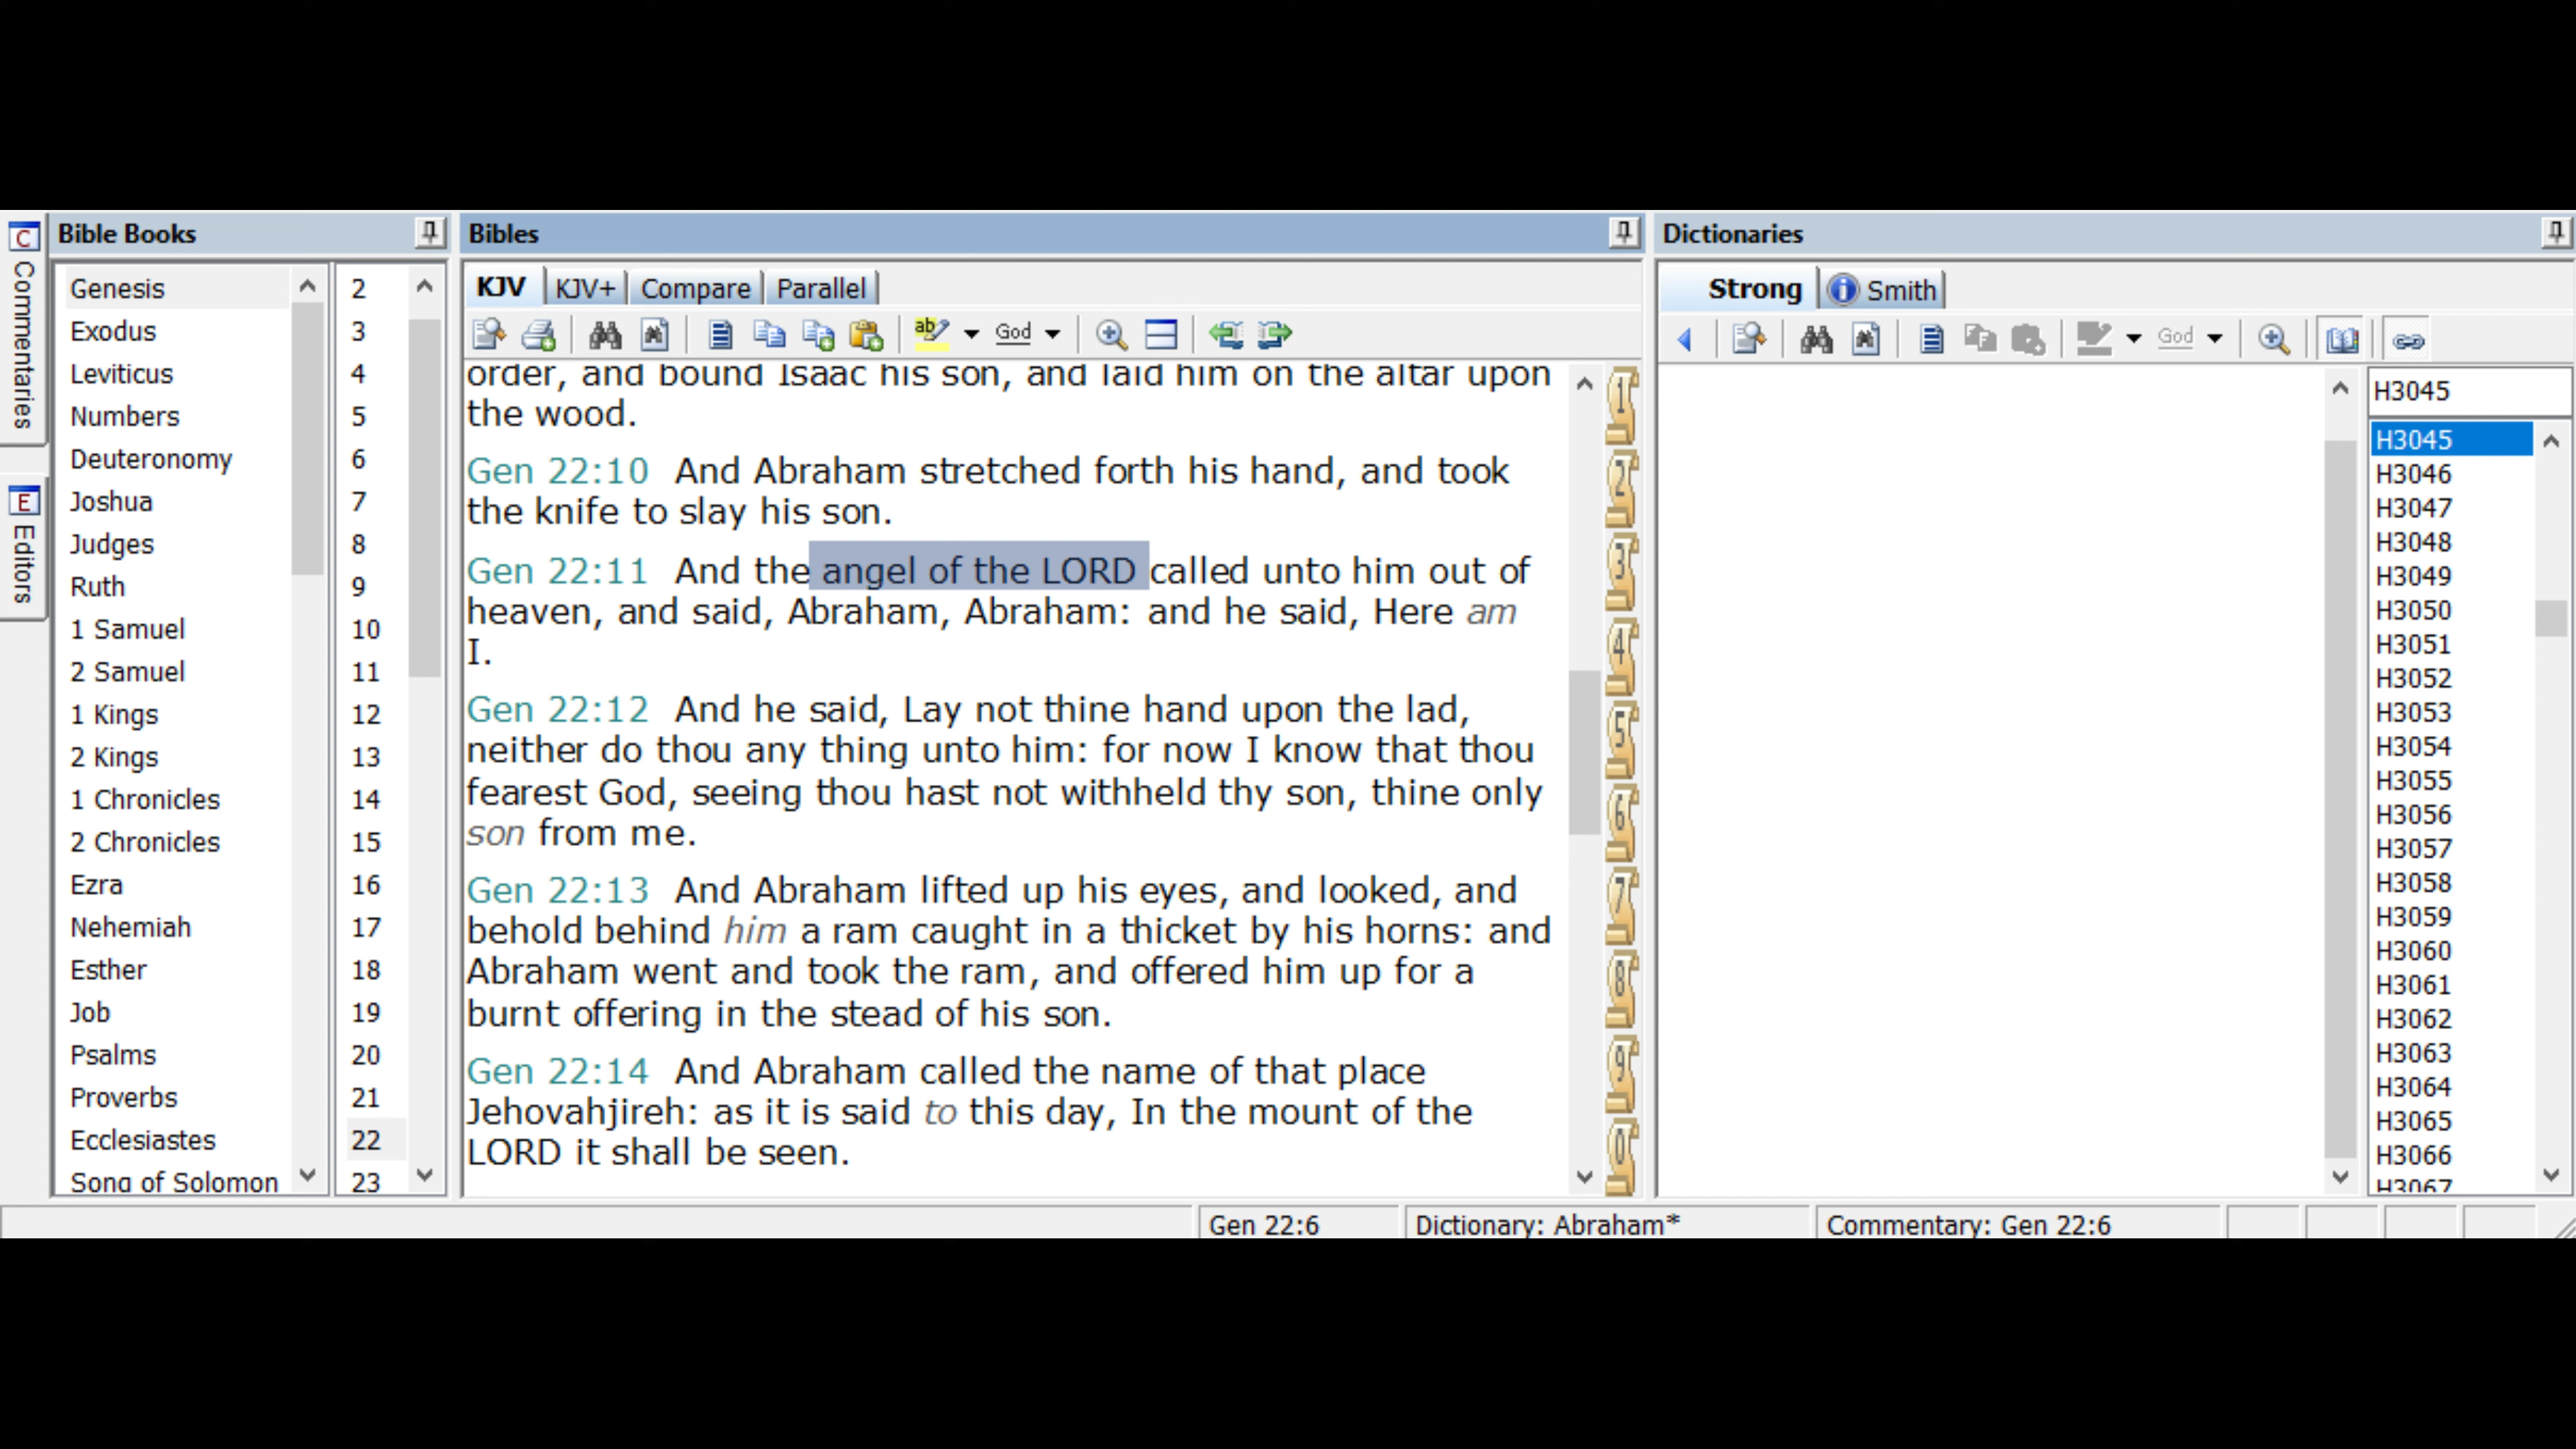 Commentaries
Editors
Bible Books
Genesis
Exodus
Leviticus
Numbers
Deuteronomy
Joshua
Judges
Ruth
1 Samuel
2 Samuel
1 Kings
2 Kings
1 Chronicles
2 Chronicles
Ezra
Nehemiah
Esther
Job
Psalms
Proverbs
Ecclesiastes
Song of Solomon
2
3
4
5
6
7
8
9
10
11
12
13
14
15
16
17
18
19
20
21
22
23
Bibles
KJV KJV+ Compare Parallel
God
order, and bound Isaac his son, and laid him on the altar upon
the wood.
Gen 22:10 And Abraham stretched forth his hand, and took
the knife to slay his son.
Gen 22:11 And the angel of the LORD called unto him out of
heaven, and said, Abraham, Abraham: and he said, Here am
I.
Gen 22:12 And he said, Lay not thine hand upon the lad,
neither do thou any thing unto him: for now I know that thou
fearest God, seeing thou hast not withheld thy son, thine only
son from me.
Gen 22:13 And Abraham lifted up his eyes, and looked, and
behold behind him a ram caught in a thicket by his horns: and
Abraham went and took the ram, and offered him up for a
burnt offering in the stead of his son.
Gen 22:14 And Abraham called the name of that place
Jehovahjireh: as it is said to this day, In the mount of the
LORD it shall be seen.
1
2
3
4
5
6
7
8
9
0
Dictionaries
Strong Smith
God
H3045
H3045
H3046
H3047
H3048
H3049
H3050
H3051
H3052
H3053
H3054
H3055
H3056
H3057
H3058
H3059
H3060
H3061
H3062
H3063
H3064
H3065
H3066
H3067
Gen 22:6
Dictionary: Abraham*
Commentary: Gen 22:6